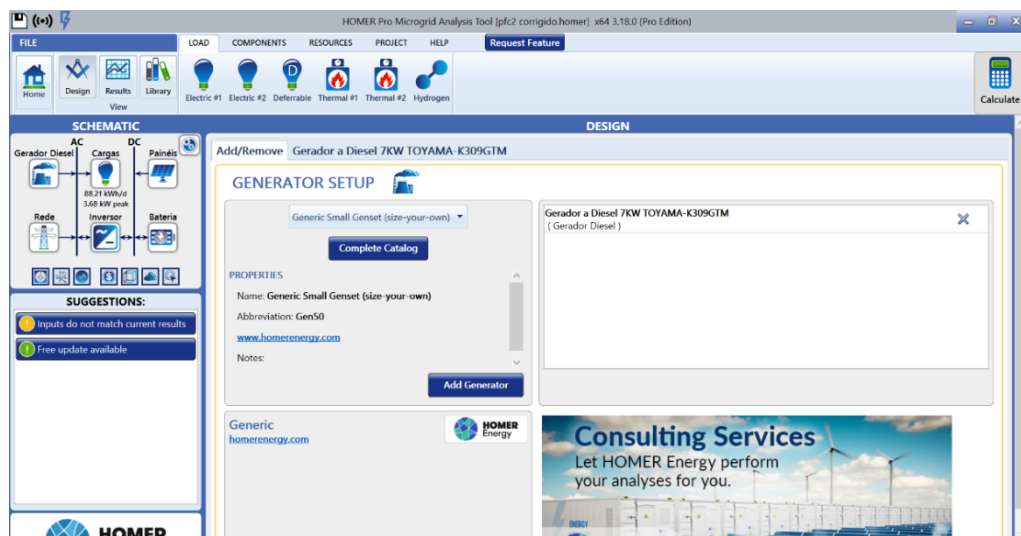 HOMER Pro Microgrid Analysis Tool [pfc2 corrigido.homer] x64 3.18.0 (Pro Edition)
FILE
LOAD COMPONENTS RESOURCES PROJECT HELP Request Feature
Home
Design Results Library
View
Electric #1 Electric #2 Deferrable Thermal #1 Thermal #2 Hydrogen
D
Calculate
SCHEMATIC
AC DC
Gerador Diesel Cargas Painéis
88.21 kWh/d
3.68 kW peak
Rede Inversor Bateria
SUGGESTIONS:
Inputs do not match current results
Free update available
HOMER
DESIGN
Add/Remove Gerador a Diesel 7KW TOYAMA-K309GTM
GENERATOR SETUP
Generic Small Genset (size-your-own)
Complete Catalog
PROPERTIES
Name: Generic Small Genset (size-your-own)
Abbreviation: Gen50
www.homerenergy.com
Notes:
Add Generator
Gerador a Diesel 7KW TOYAMA-K309GTM
( Gerador Diesel )
Generic
homerenergy.com
HOMER
Energy
Consulting Services
Let HOMER Energy perform
your analyses for you.